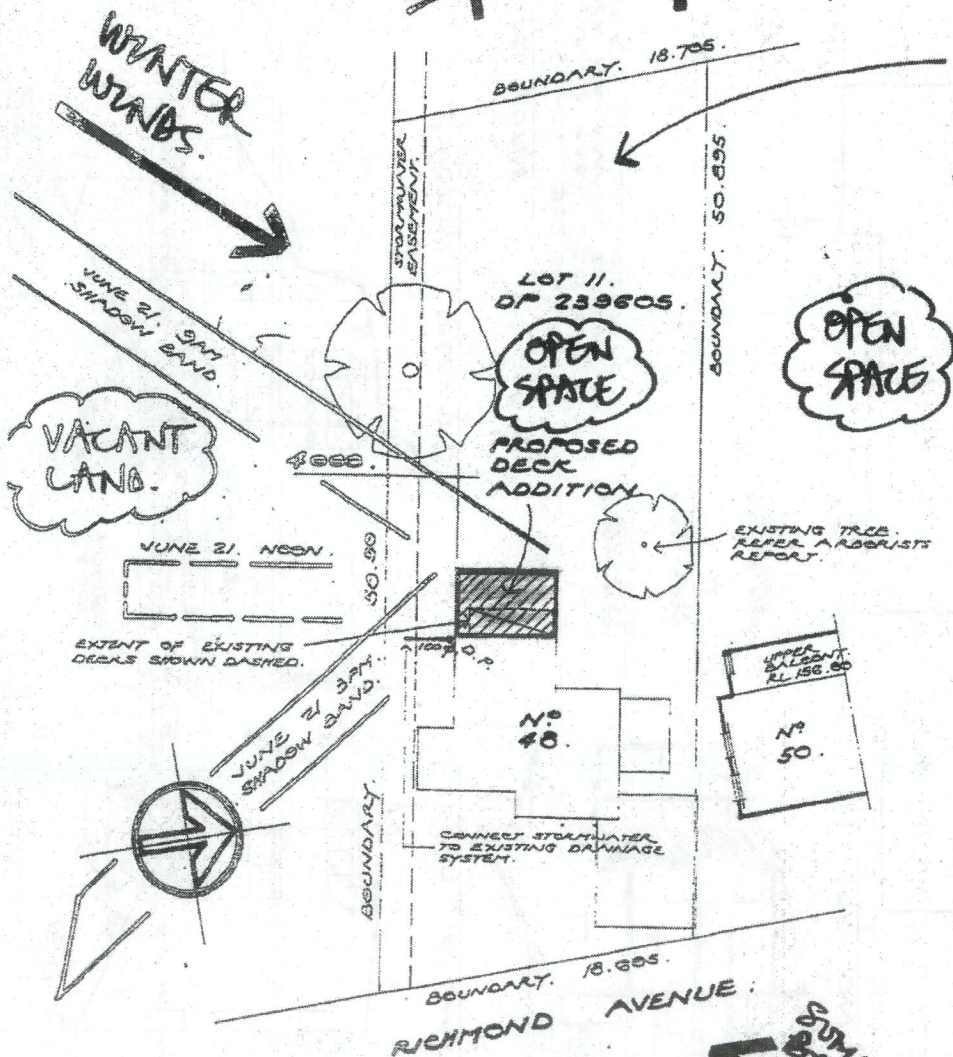 WINTER
WINDS.
BOUNDARY. 18.705.
STORMWATER
EASEMENT.
BOUNDARY 50.895
JUNE 21. 9AM
SHADOW BAND.
LOT 11.
DP 239605.
OPEN
SPACE
OPEN
SPACE
VACANT
LAND.
4000.
PROPOSED
DECK
ADDITION
EXISTING TREE.
REFER ARBORISTS
REPORT.
JUNE 21. NOON.
50.90
EXTENT OF EXISTING
DECKS SHOWN DASHED.
JUNE 21 3PM.
SHADOW BAND.
UPPER
BALCONY
RL 156.80
No
48.
No
50.
CONNECT STORMWATER
TO EXISTING DRAINAGE
SYSTEM.
BOUNDARY
BOUNDARY. 18.605.
RICHMOND AVENUE.